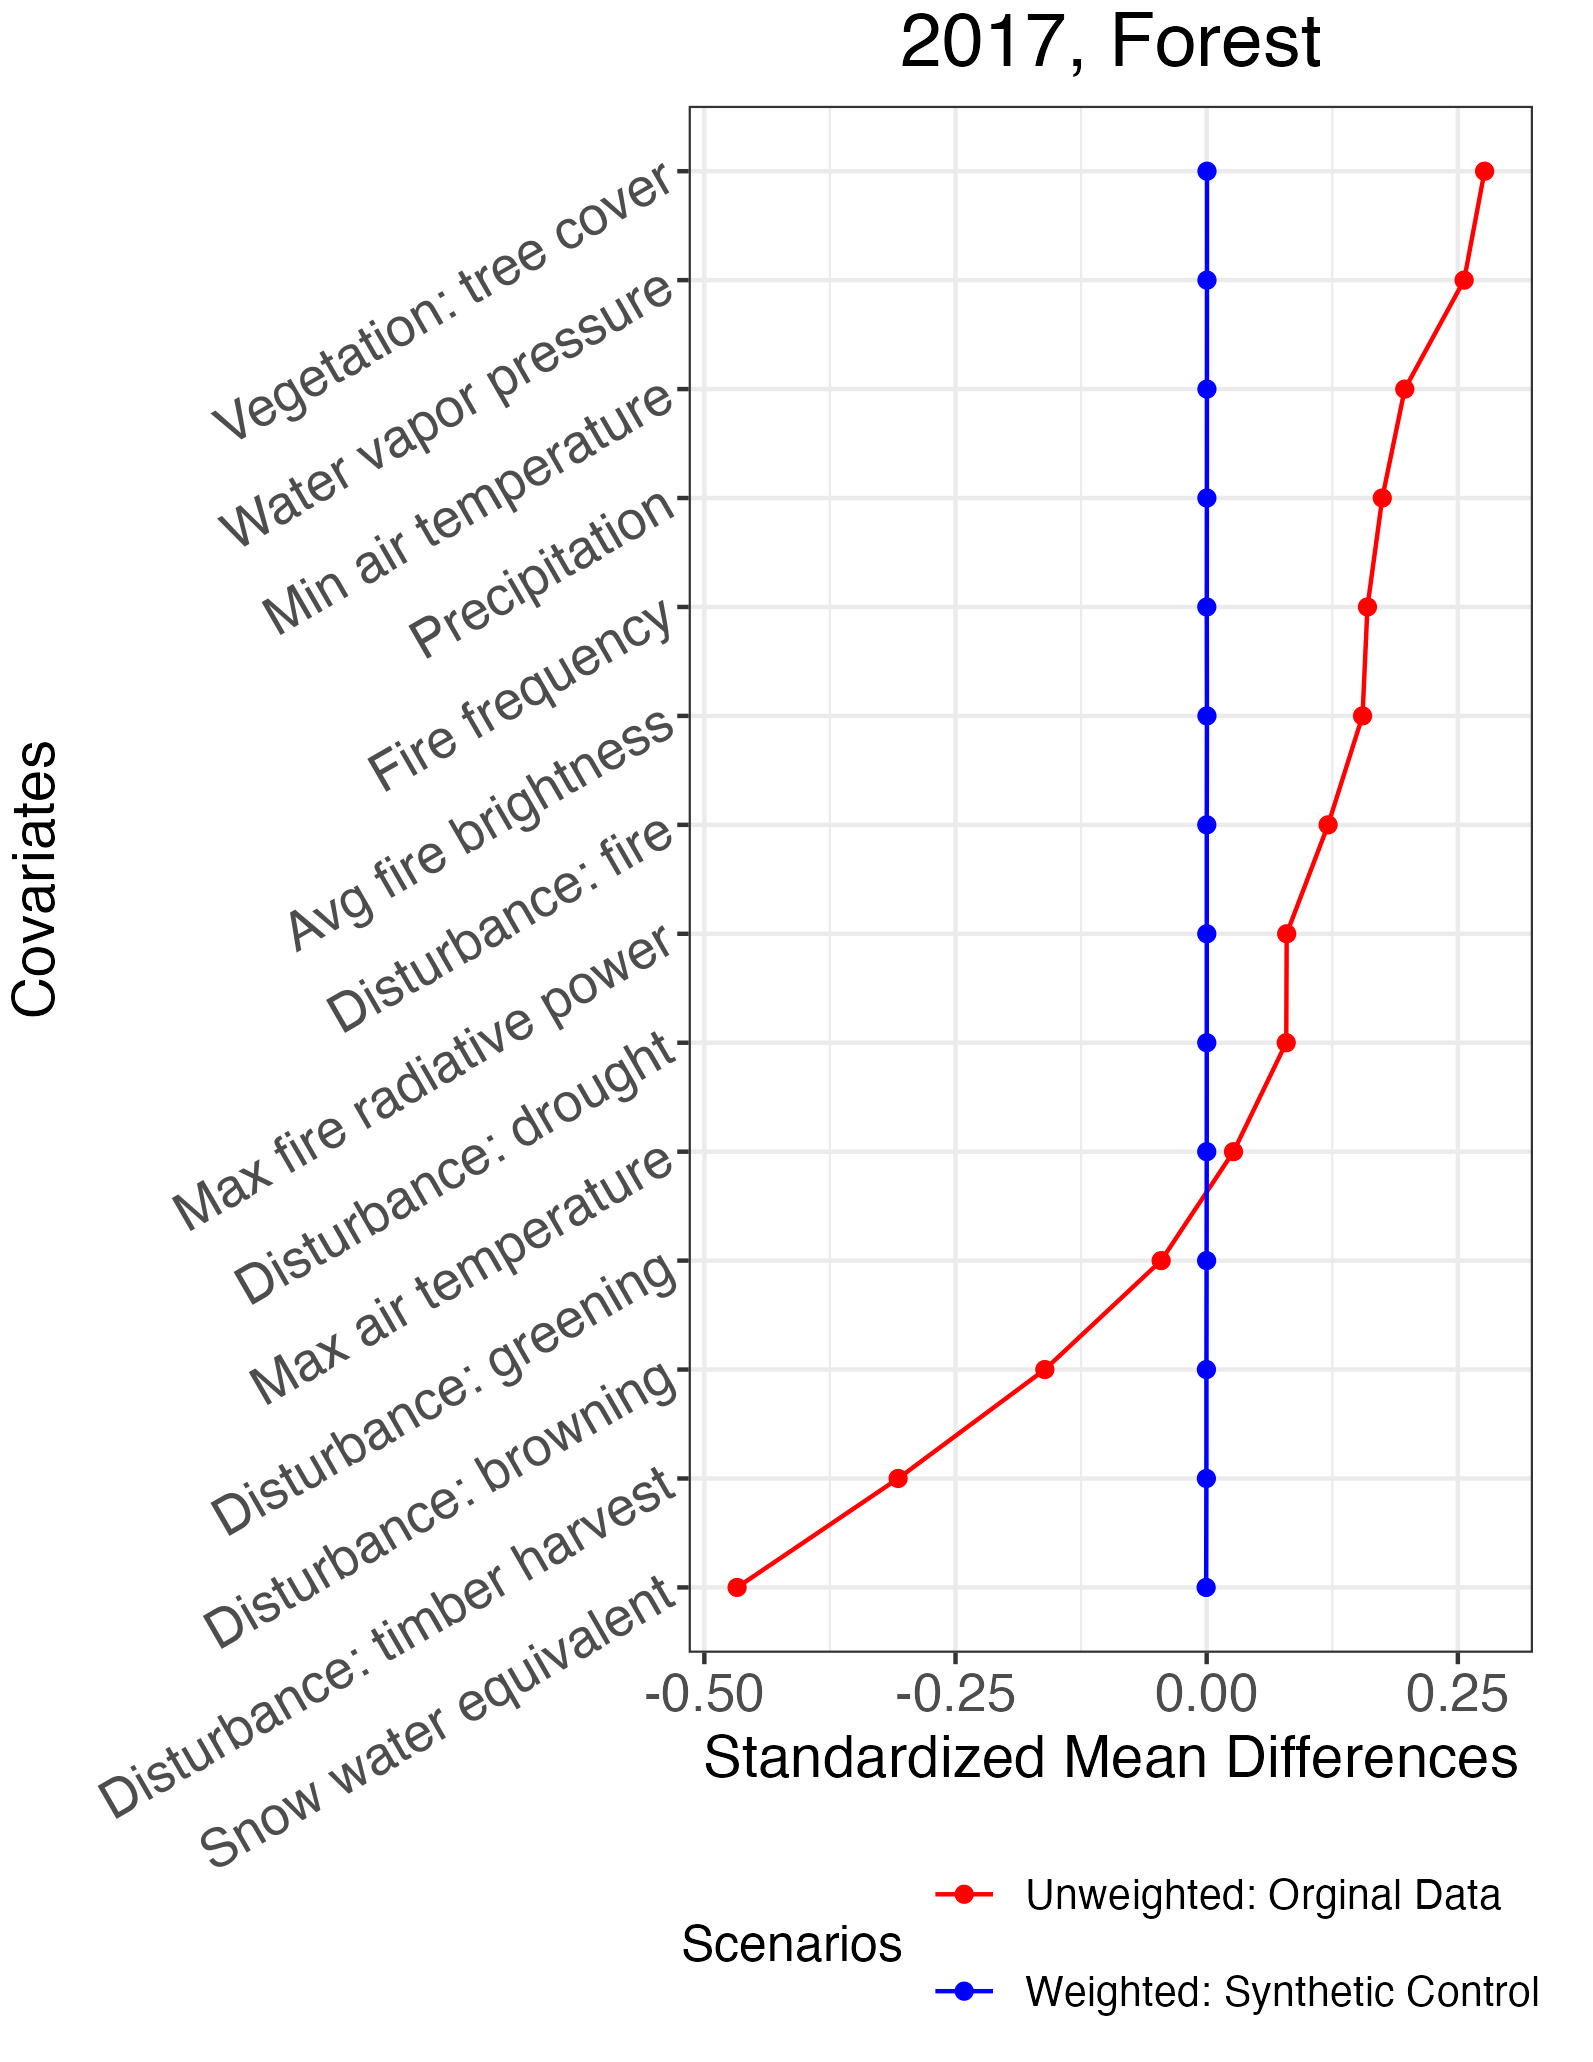 2017, Forest
Covariates
Vegetation: tree cover
Water vapor pressure
Min air temperature
Precipitation
Fire frequency
Avg fire brightness
Disturbance: fire
Max fire radiative power
Disturbance: drought
Max air temperature
Disturbance: greening
Disturbance: browning
Disturbance: timber harvest
Snow water equivalent
-0.50 -0.25 0.00 0.25
Standardized Mean Differences
Scenarios
Unweighted: Orginal Data
Weighted: Synthetic Control